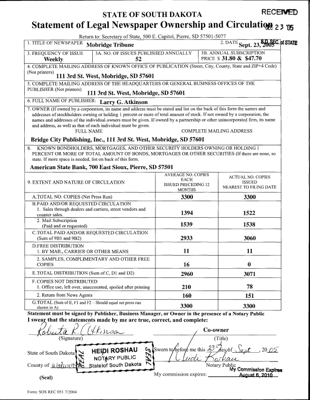 STATE OF SOUTH DAKOTA
RECEIVED
Statement of Legal Newspaper Ownership and Circulation
23 '05
Return to: Secretary of State, 500 E. Capitol, Pierre, SD 57501-5077
S.D. SEC. of STATE
1. TITLE OF NEWSPAPER Mobridge Tribune
2. DATE Sept. 23, 2005
3. FREQUENCY OF ISSUE Weekly
3A. NO. OF ISSUES PUBLISHED ANNUALLY 52
3B. ANNUAL SUBSCRIPTION PRICE $ 31.80 & $47.70
4. COMPLETE MAILING ADDRESS OF KNOWN OFFICE OF PUBLICATION (Street, City, County, State and ZIP+4 Code)
(Not printers)
111 3rd St. West, Mobridge, SD 57601
5. COMPLETE MAILING ADDRESS OF THE HEADQUARTERS OR GENERAL BUSINESS OFFICES OF THE
PUBLISHER (Not printer)
111 3rd St. West, Mobridge, SD 57601
6. FULL NAME OF PUBLISHER: Larry G. Atkinson
7. OWNER (If owned by a corporation, its name and address must be stated and list on the back of this form the names and
addresses of stockholders owning or holding 1 percent or more of total amount of stock. If not owned by a corporation, the
names and addresses of the individual owners must be given. If owned by a partnership or other unincorporated firm, its name
and address, as well as that of each individual must be given.
FULL NAME
COMPLETE MAILING ADDRESS
Bridge City Publishing, Inc., 111 3rd St. West, Mobridge, SD 57601
8. KNOWN BONDHOLDERS, MORTGAGES, AND OTHER SECURITY HOLDERS OWNING OR HOLDING 1
PERCENT OR MORE OF TOTAL AMOUNT OF BONDS, MORTGAGES OR OTHER SECURITIES (If there are none, so
state. If more space is needed, list on back of this form.
American State Bank, 700 East Sioux, Pierre, SD 57501
9. EXTENT AND NATURE OF CIRCULATION
AVERAGE NO. COPIES EACH ISSUED PRECEDING 12 MONTHS
ACTUAL NO. COPIES ISSUED NEAREST TO FILING DATE
A. TOTAL NO. COPIES (Net Press Run) 3300 3300
B. PAID AND/OR REQUESTED CIRCULATION
1. Sales through dealers and carriers, street vendors and
counter sales. 1394 1522
2. Mail Subscription
(Paid and or requested) 1539 1538
C. TOTAL PAID AND/OR REQUESTED CIRCULATION
(Sum of 9B1 and 9B2) 2933 3060
D. FREE DISTRIBUTION
1. BY MAIL, CARRIER OR OTHER MEANS 11 11
2. SAMPLES, COMPLIMENTARY AND OTHER FREE
COPIES 16 0
E. TOTAL DISTRIBUTION (Sum of C, D1 and D2) 2960 3071
F. COPIES NOT DISTRIBUTED
1. Office use, left over, unaccounted, spoiled after printing 210 78
2. Return from News Agents 160 151
G. TOTAL (Sum of E, F1 and F2 - Should equal net press run
shown in A) 3300 3300
Statement must be signed by Publisher, Business Manager, or Owner in the presence of a Notary Public
I swear that the statements made by me are true, correct, and complete:
Roberta R. Atkinson
Co-owner
(Signature)
(Title)
State of South Dakota
HEIDI ROSHAU
NOTARY PUBLIC
State of South Dakota
Sworn to before me this 22 day of Sept, 2005
County of
Notary Public
My Commission Expires
My commission expires: August 6, 2010
(Seal)
Form: SOS REC 051 7/2004